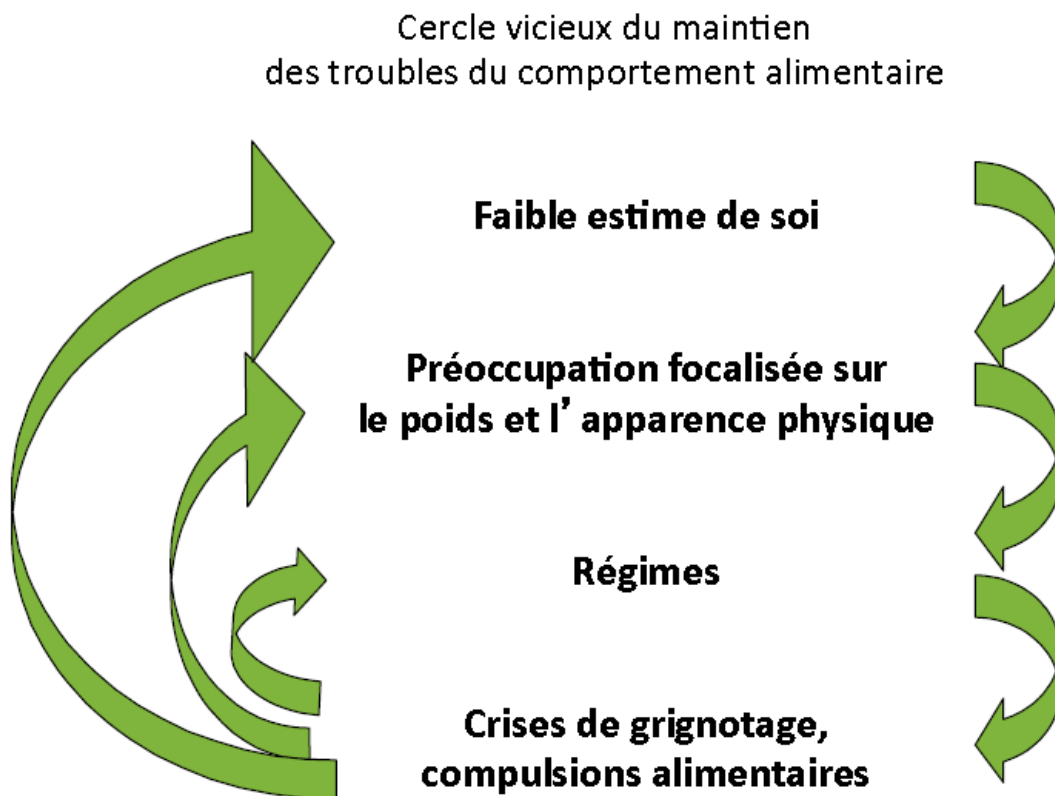 Cercle vicieux du maintien
des troubles du comportement alimentaire
Faible estime de soi
Préoccupation focalisée sur
le poids et l’ apparence physique
Régimes
Crises de grignotage,
compulsions alimentaires